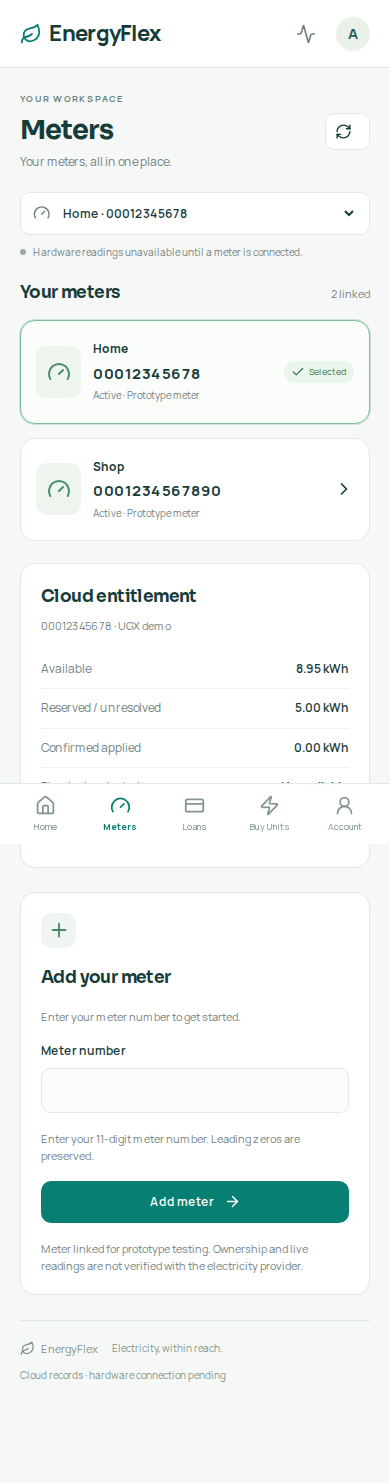 EnergyFlex
A
YOUR WORKSPACE
Meters
Your meters, all in one place.
Home · 00012345678
Hardware readings unavailable until a meter is connected.
Your meters
2 linked
Home
00012345678
Active · Prototype meter
Selected
Shop
0001234567890
Active · Prototype meter
Cloud entitlement
00012345678 · UGX demo
Available
8.95 kWh
Reserved / unresolved
5.00 kWh
Confirmed applied
0.00 kWh
Home
Meters
Loans
Buy Units
Account
Add your meter
Enter your meter number to get started.
Meter number
Enter your 11-digit meter number. Leading zeros are
preserved.
Add meter
Meter linked for prototype testing. Ownership and live
readings are not verified with the electricity provider.
EnergyFlex
Electricity, within reach.
Cloud records · hardware connection pending